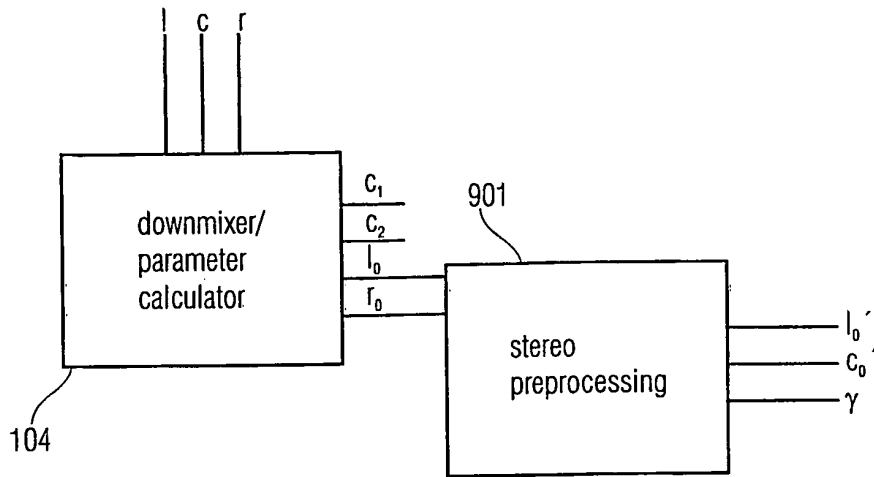 l c r
c₁
c₂
l₀
r₀
downmixer/
parameter
calculator
104
901
stereo
preprocessing
l₀´
c₀´
γ